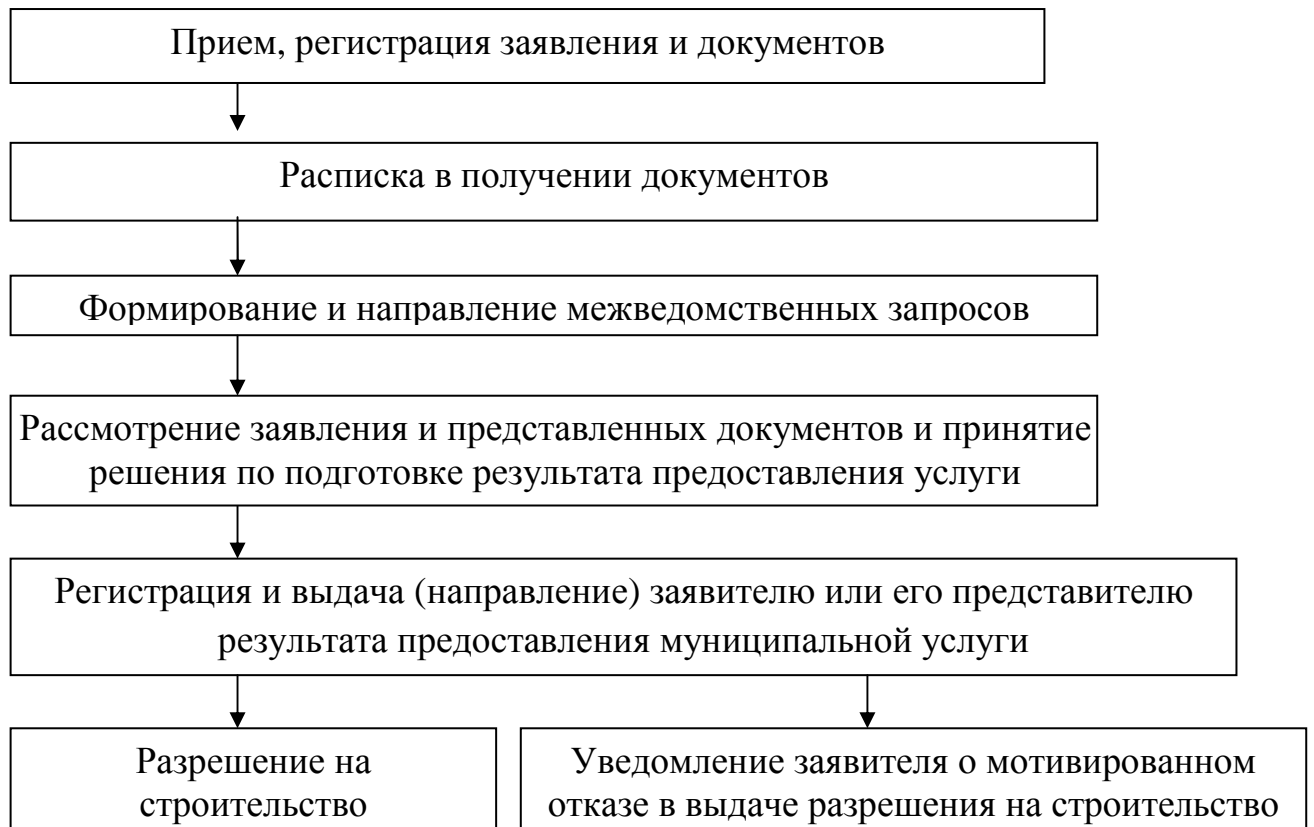 Прием, регистрация заявления и документов
Расписка в получении документов
Формирование и направление межведомственных запросов
Рассмотрение заявления и представленных документов и принятие
решения по подготовке результата предоставления услуги
Регистрация и выдача (направление) заявителю или его представителю
результата предоставления муниципальной услуги
Разрешение на
строительство
Уведомление заявителя о мотивированном
отказе в выдаче разрешения на строительство